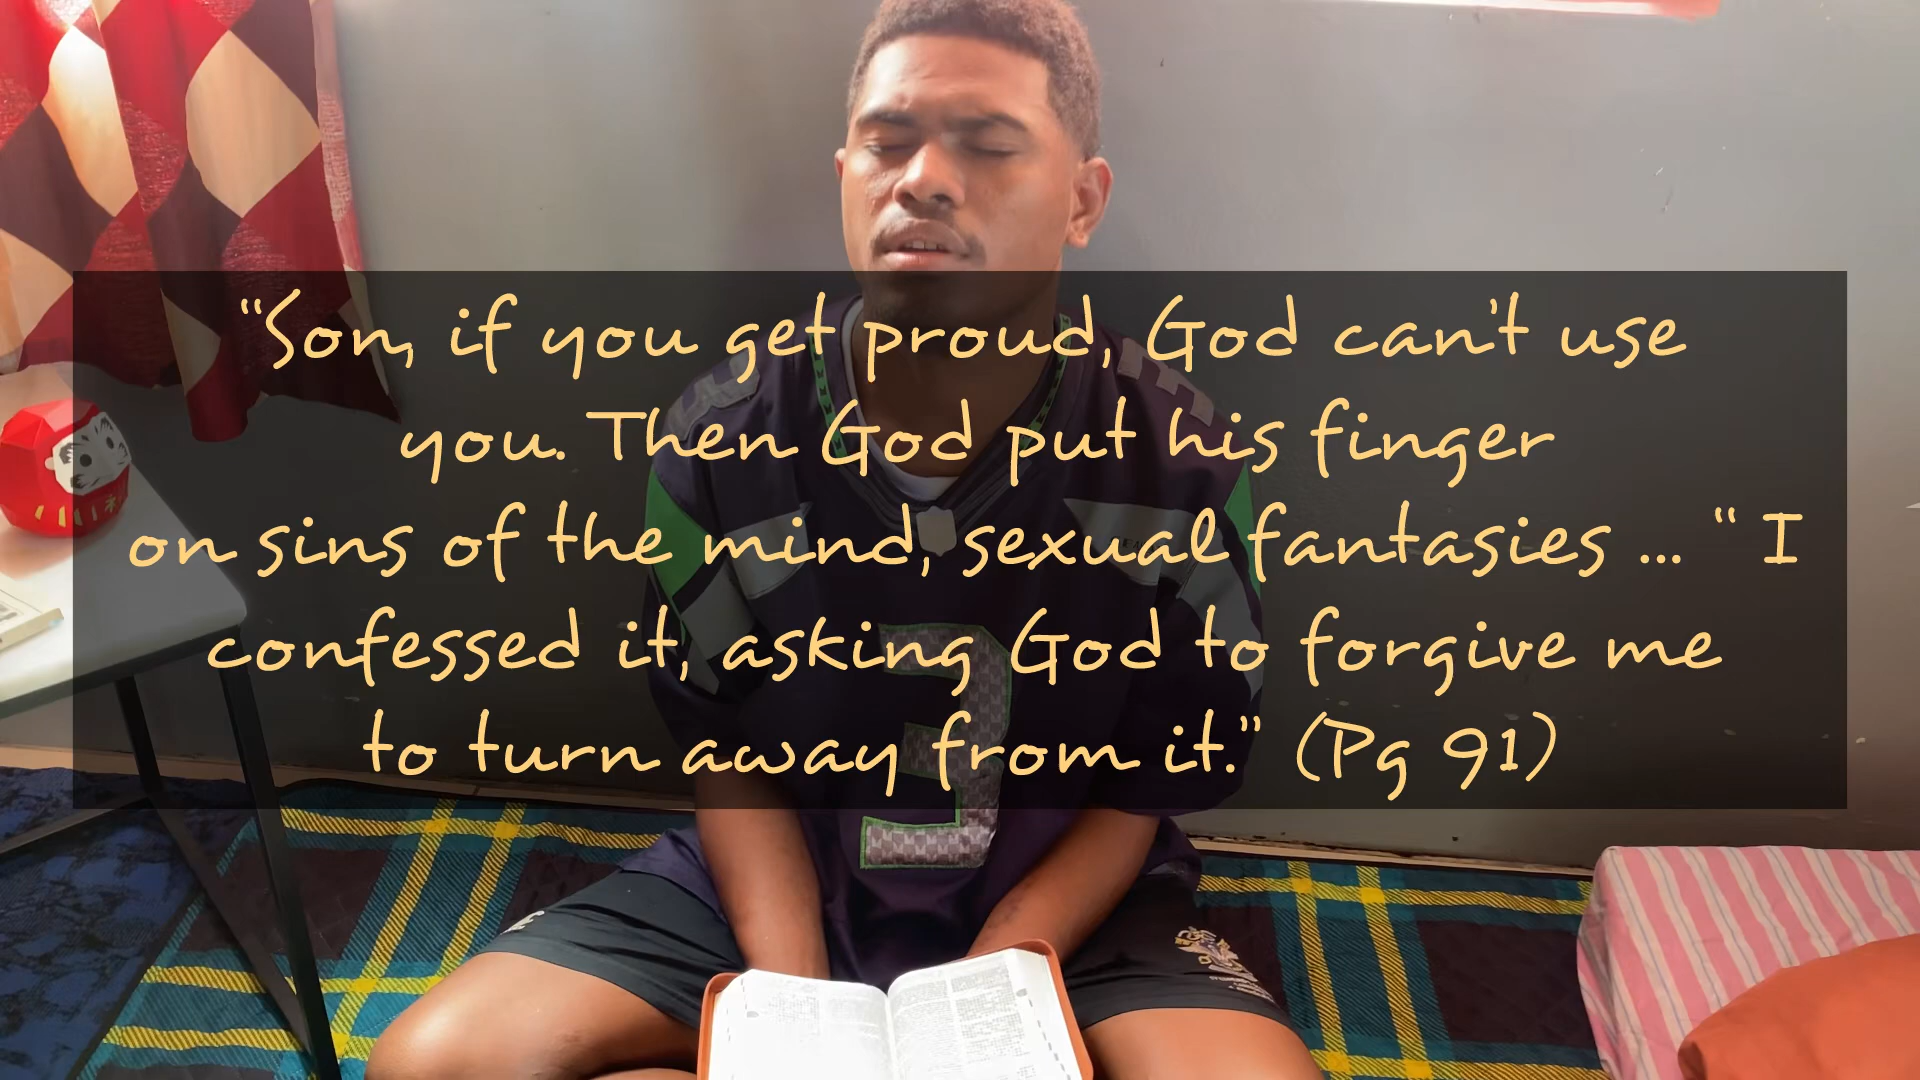 “Son, if you get proud, God can't use
you. Then God put his finger
on sins of the mind, sexual fantasies ... “ I
confessed it, asking God to forgive me
to turn away from it.” (Pg 91)
3